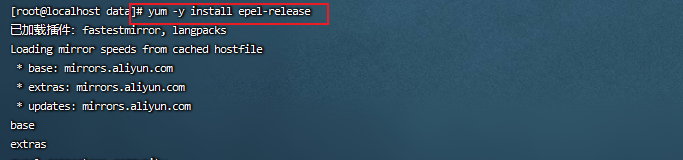 [root@localhost data]# yum -y install epel-release
已加载插件: fastestmirror, langpacks
Loading mirror speeds from cached hostfile
 * base: mirrors.aliyun.com
 * extras: mirrors.aliyun.com
 * updates: mirrors.aliyun.com
base
extras